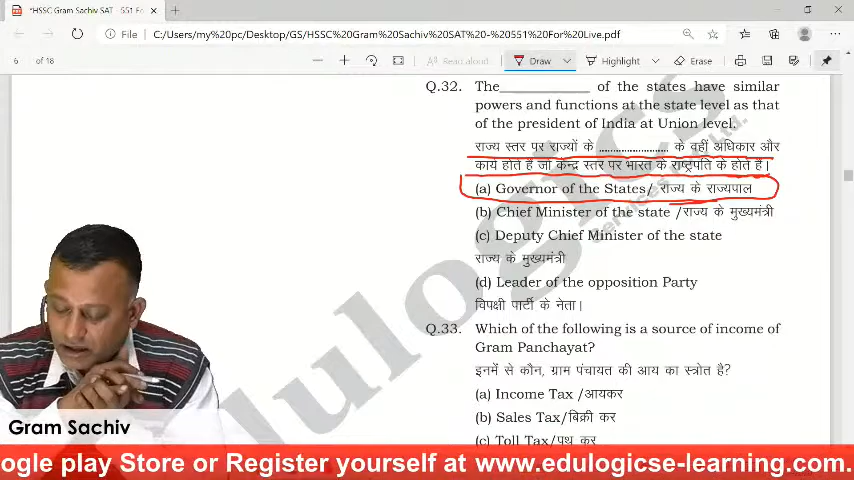 *HSSC Gram Sachiv SAT - 551 Fo
File C:/Users/my%20pc/Desktop/GS/HSSC%20Gram%20Sachiv%20SAT%20-%20551%20For%20Live.pdf
6 of 18
Read aloud Draw Highlight Erase
Q.32. The____________ of the states have similar
powers and functions at the state level as that
of the president of India at Union level.
राज्य स्तर पर राज्यों के ........................ के वहीं अधिकार और
कार्य होते हैं जो केन्द्र स्तर पर भारत के राष्ट्रपति के होते हैं।
(a) Governor of the States/ राज्य के राज्यपाल
(b) Chief Minister of the state /राज्य के मुख्यमंत्री
(c) Deputy Chief Minister of the state
राज्य के मुख्यमंत्री
(d) Leader of the opposition Party
विपक्षी पार्टी के नेता।
Q.33. Which of the following is a source of income of
Gram Panchayat?
इनमें से कौन, ग्राम पंचायत की आय का स्त्रोत है?
(a) Income Tax /आयकर
(b) Sales Tax/बिक्री कर
(c) Toll Tax/पथ कर
Gram Sachiv
ogle play Store or Register yourself at www.edulogicse-learning.com.